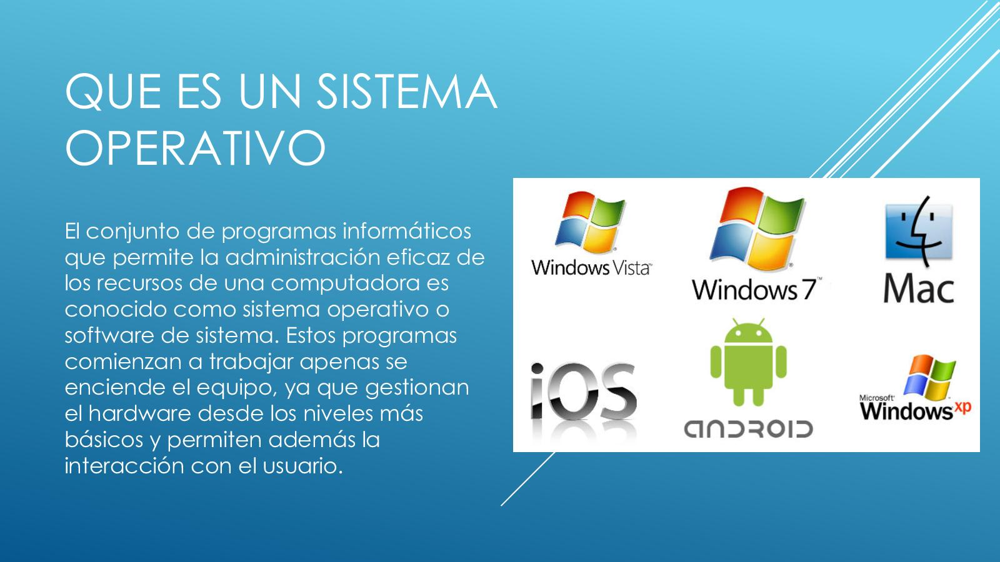 QUE ES UN SISTEMA
OPERATIVO
El conjunto de programas informáticos
que permite la administración eficaz de
los recursos de una computadora es
conocido como sistema operativo o
software de sistema. Estos programas
comienzan a trabajar apenas se
enciende el equipo, ya que gestionan
el hardware desde los niveles más
básicos y permiten además la
interacción con el usuario.
Windows Vista™
Windows 7™
Mac
iOS
ANDROID
Microsoft®
Windows xp